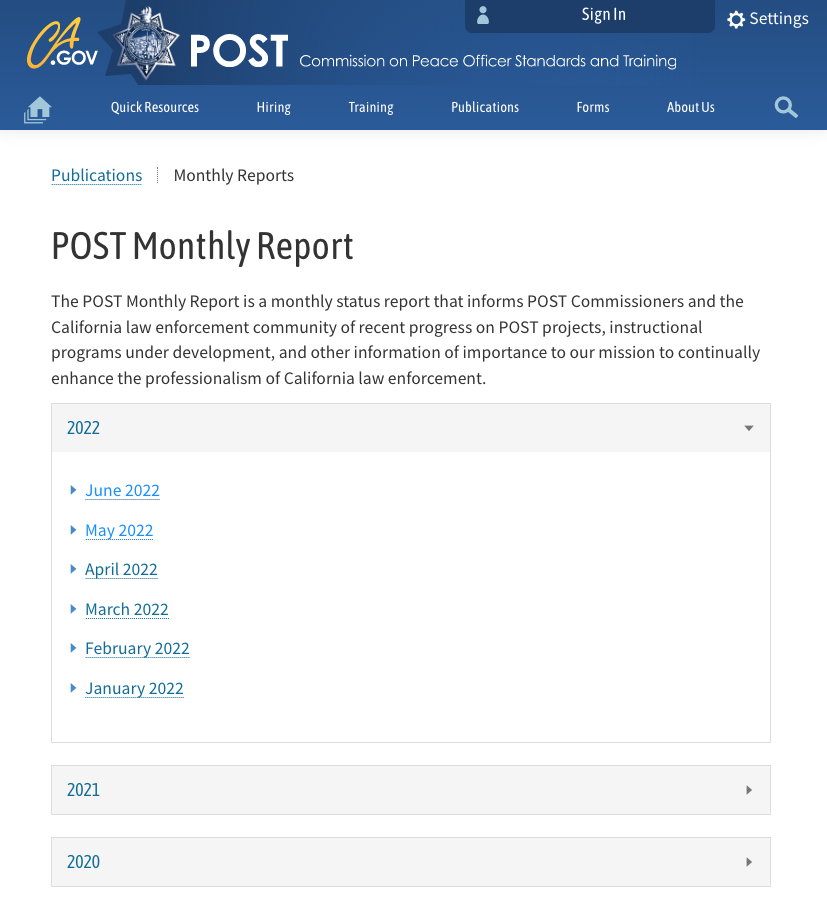 Sign In
Settings
CA.GOV
POST Commission on Peace Officer Standards and Training
Quick Resources Hiring Training Publications Forms About Us
Publications Monthly Reports
POST Monthly Report
The POST Monthly Report is a monthly status report that informs POST Commissioners and the
California law enforcement community of recent progress on POST projects, instructional
programs under development, and other information of importance to our mission to continually
enhance the professionalism of California law enforcement.
2022
June 2022
May 2022
April 2022
March 2022
February 2022
January 2022
2021
2020